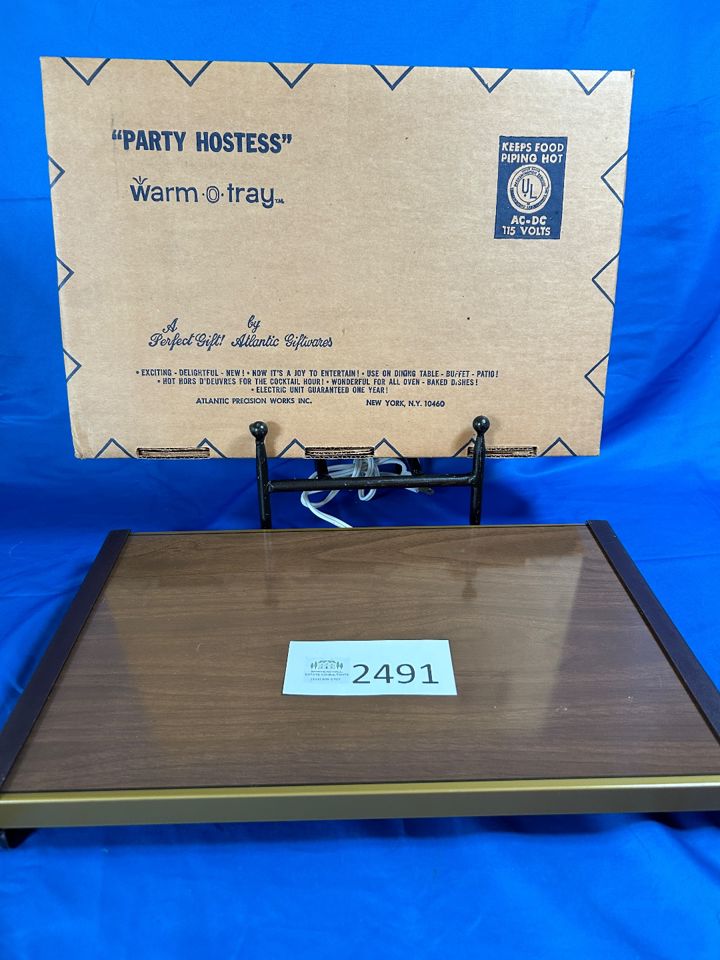 “PARTY HOSTESS”
warm·o·tray TM
KEEPS FOOD
PIPING HOT
UL
AC-DC
115 VOLTS
A Perfect Gift! by Atlantic Giftwares
• EXCITING - DELIGHTFUL - NEW! • NOW IT'S A JOY TO ENTERTAIN! • USE ON DINING TABLE - BUFFET - PATIO!
• HOT HORS D'OEUVRES FOR THE COCKTAIL HOUR! • WONDERFUL FOR ALL OVEN - BAKED DISHES!
• ELECTRIC UNIT GUARANTEED ONE YEAR!
ATLANTIC PRECISION WORKS INC. NEW YORK, N.Y. 10460
2491